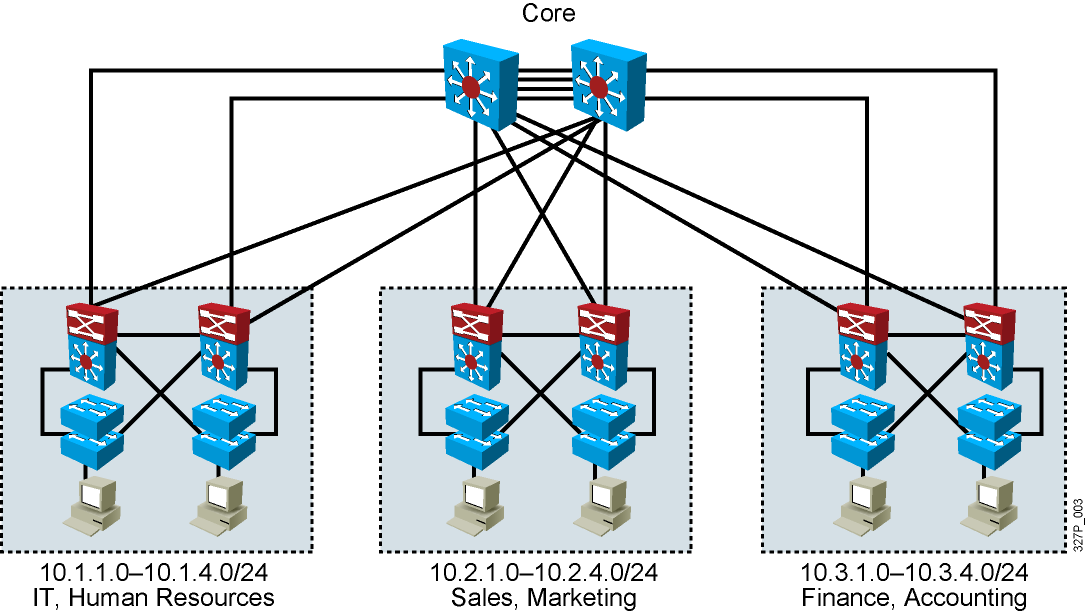 Core
10.1.1.0–10.1.4.0/24
IT, Human Resources
10.2.1.0–10.2.4.0/24
Sales, Marketing
10.3.1.0–10.3.4.0/24
Finance, Accounting
327P_003